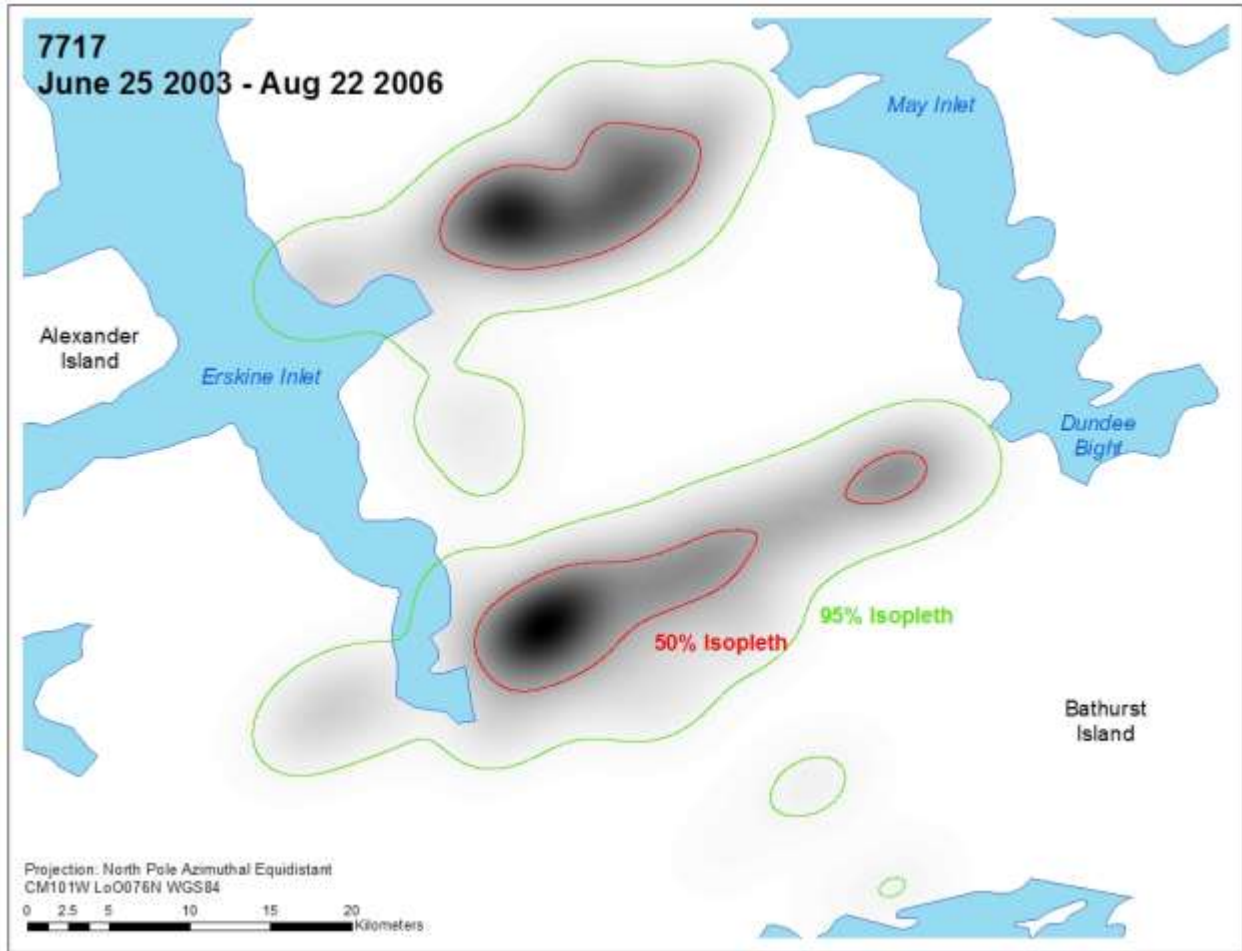 7717
June 25 2003 - Aug 22 2006
May Inlet
Alexander
Island
Erskine Inlet
Dundee
Bight
95% Isopleth
50% Isopleth
Bathurst
Island
Projection: North Pole Azimuthal Equidistant
CM101W LoO076N WGS84
0 2.5 5 10 15 20
Kilometers